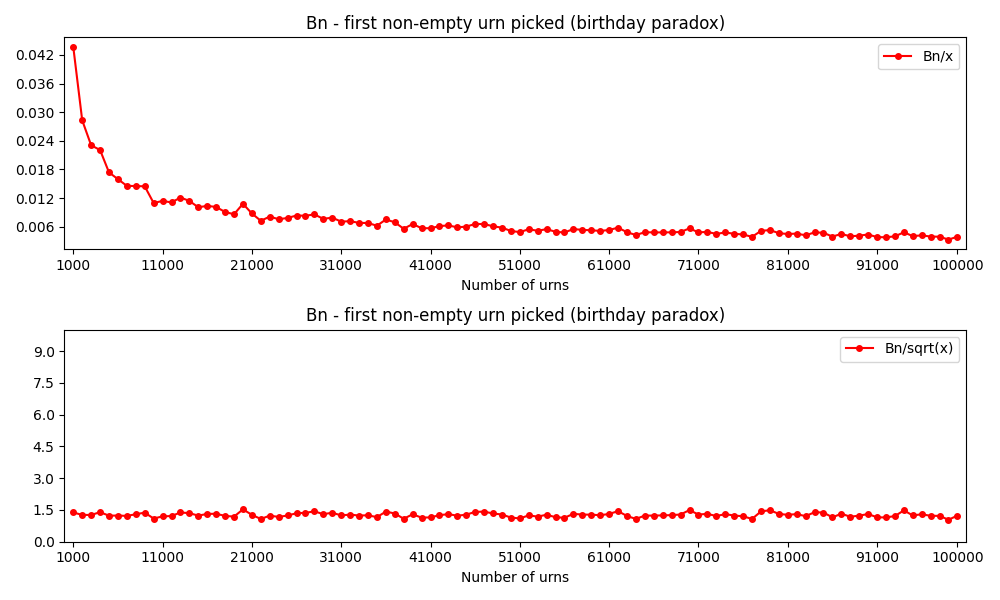 Bn - first non-empty urn picked (birthday paradox)
Bn/x
0.042
0.036
0.030
0.024
0.018
0.012
0.006
1000 11000 21000 31000 41000 51000 61000 71000 81000 91000 100000
Number of urns
Bn - first non-empty urn picked (birthday paradox)
Bn/sqrt(x)
9.0
7.5
6.0
4.5
3.0
1.5
0.0
1000 11000 21000 31000 41000 51000 61000 71000 81000 91000 100000
Number of urns